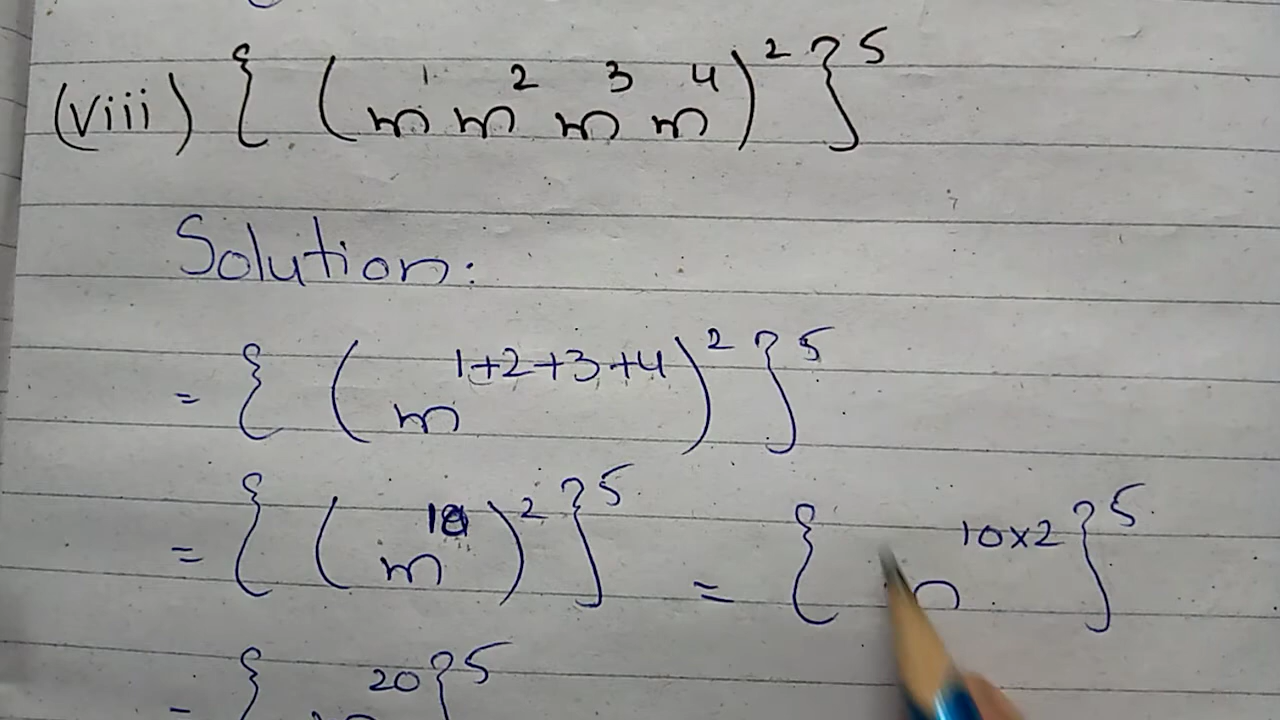 (viii) { ( m¹ m² m³ m⁴ )² }⁵
Solution:
= { ( m¹⁺²⁺³⁺⁴ )² }⁵
= { ( m¹⁰ )² }⁵ = { m¹⁰ˣ² }⁵
= { m²⁰ }⁵